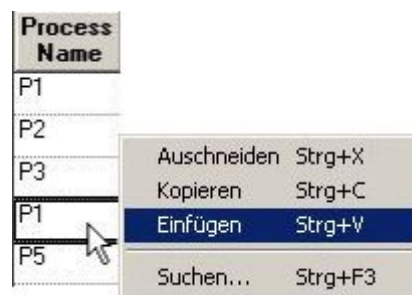 Process
Name
P1
P2
P3
P1
P5
Auschneiden Strg+X
Kopieren Strg+C
Einfügen Strg+V
Suchen... Strg+F3